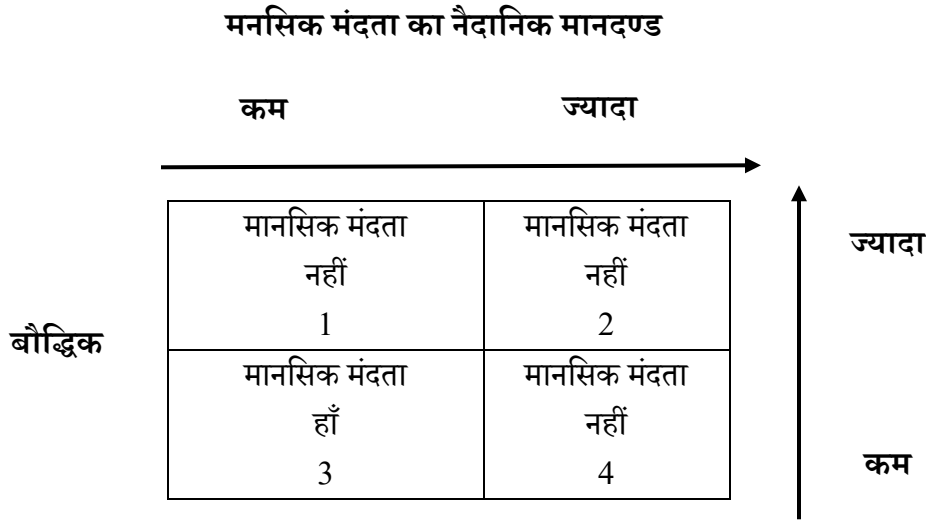 मनसिक मंदता का नैदानिक मानदण्ड
कम ज्यादा
मानसिक मंदता मानसिक मंदता
ज्यादा
नहीं नहीं
1 2
बौद्धिक
मानसिक मंदता मानसिक मंदता
हाँ नहीं
कम
3 4